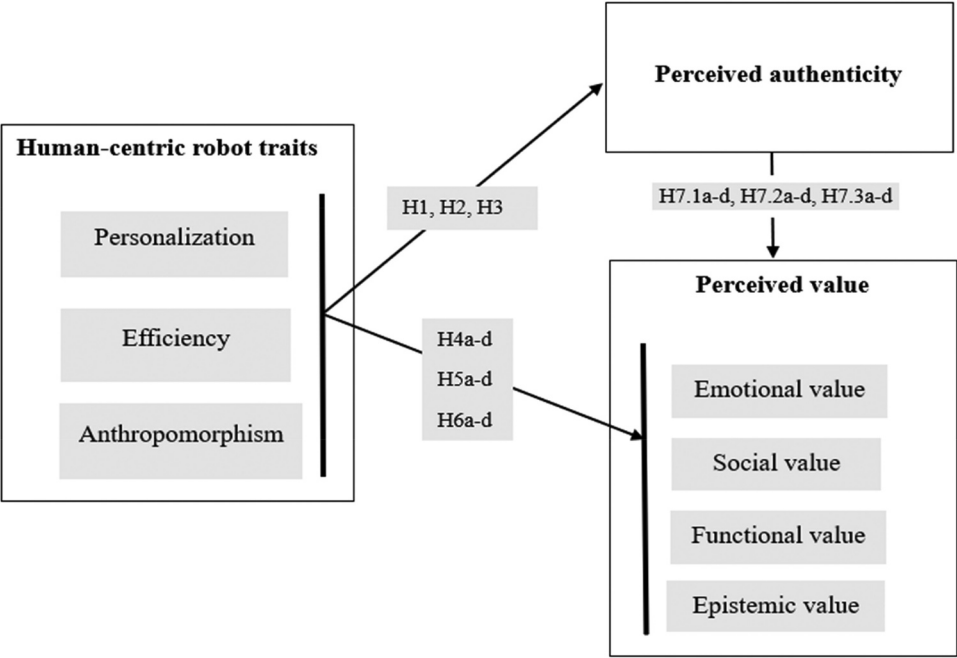 Human-centric robot traits
Personalization
Efficiency
Anthropomorphism
H1, H2, H3
H4a-d
H5a-d
H6a-d
Perceived authenticity
H7.1a-d, H7.2a-d, H7.3a-d
Perceived value
Emotional value
Social value
Functional value
Epistemic value